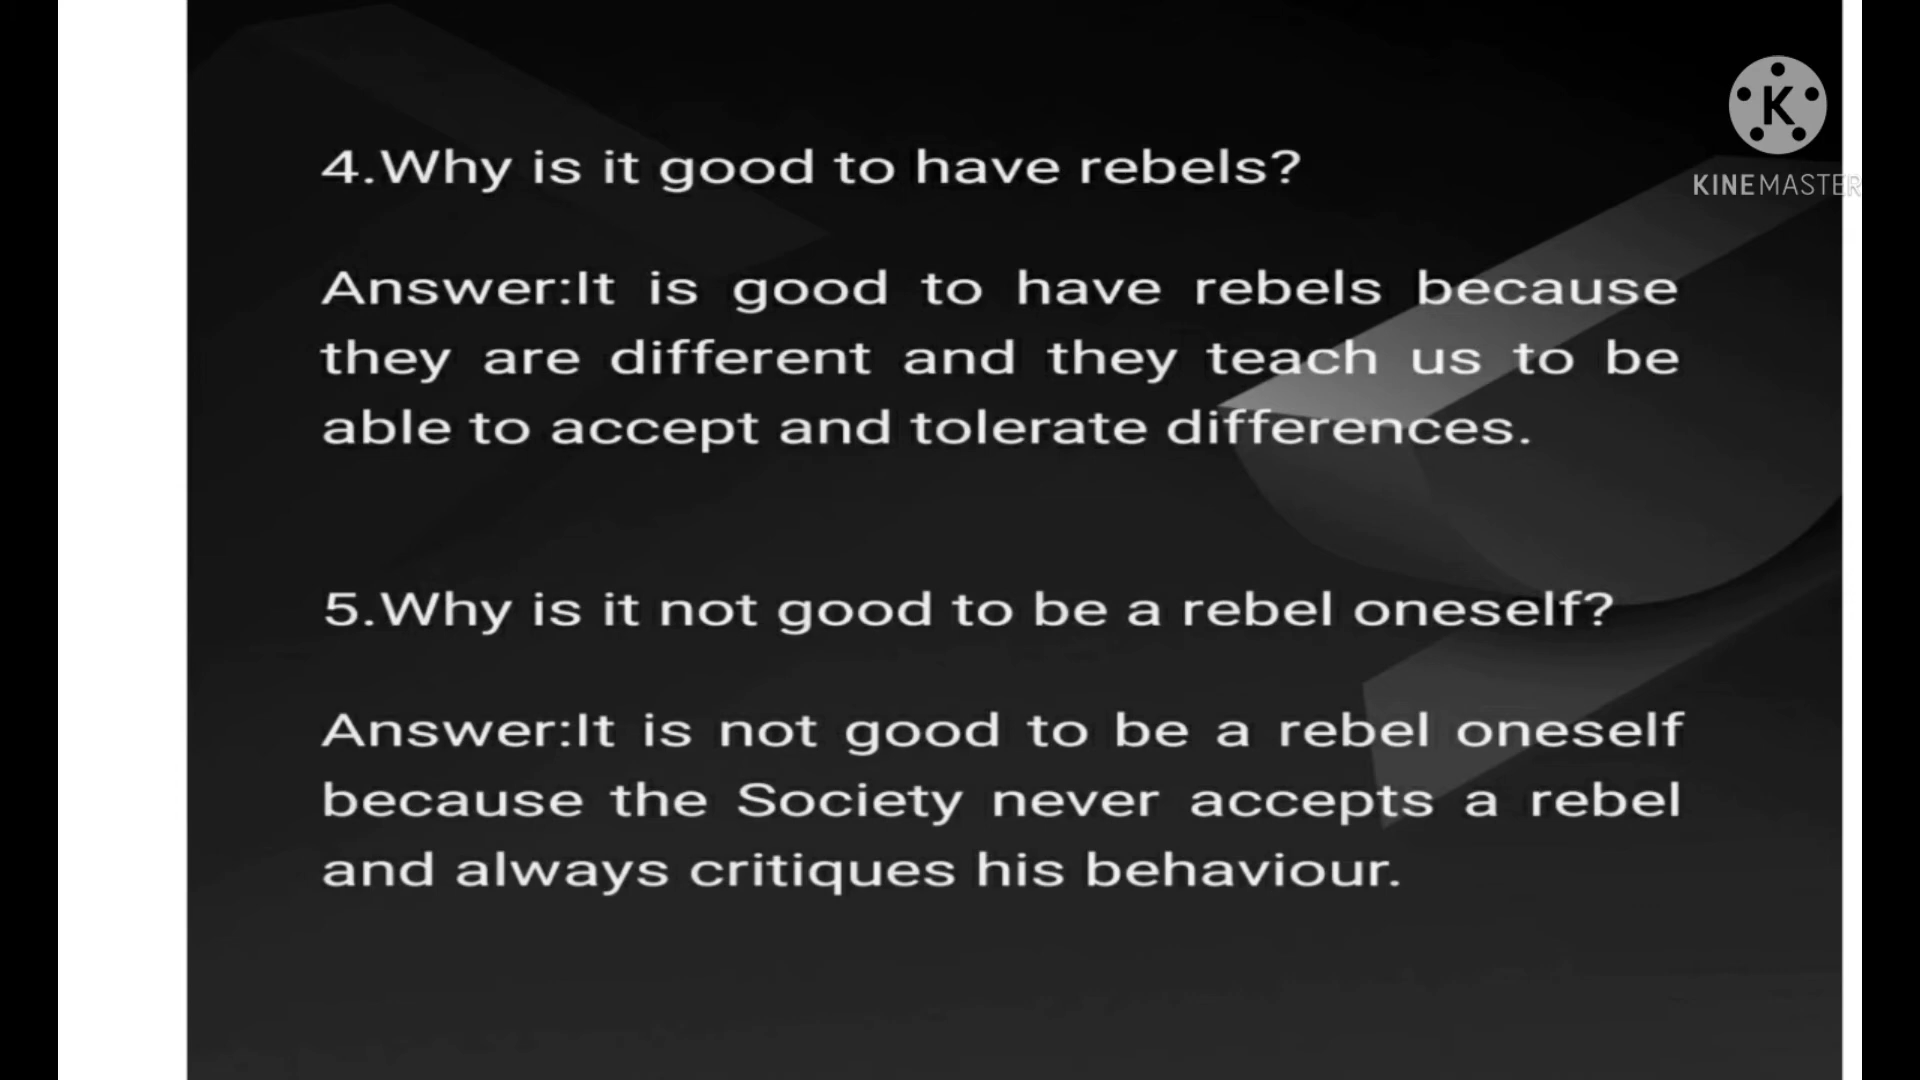 K
KINEMASTER
4.Why is it good to have rebels?
Answer:It is good to have rebels because
they are different and they teach us to be
able to accept and tolerate differences.
5.Why is it not good to be a rebel oneself?
Answer:It is not good to be a rebel oneself
because the Society never accepts a rebel
and always critiques his behaviour.